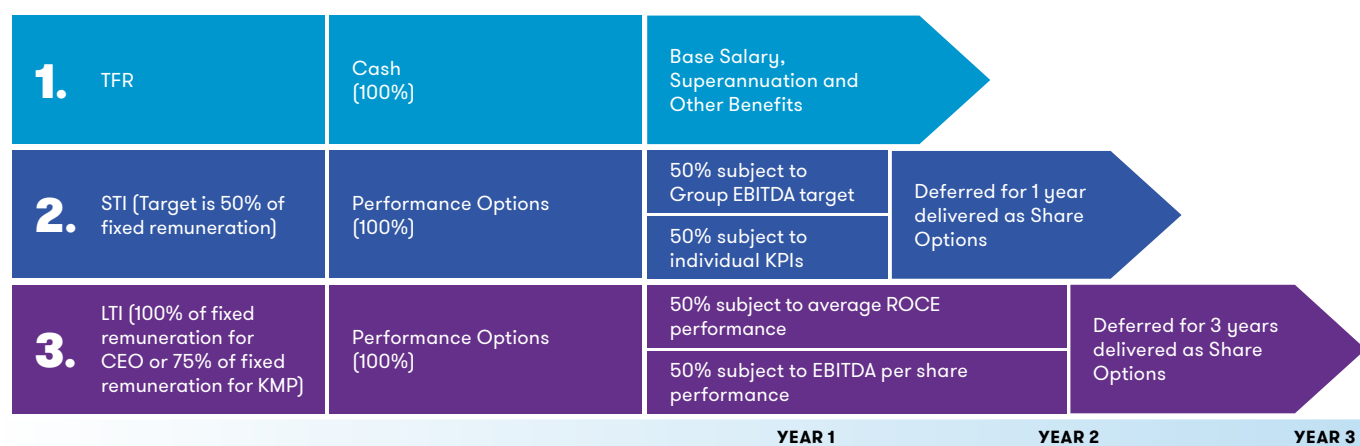 1.
TFR
Cash
(100%)
Base Salary,
Superannuation and
Other Benefits
2.
STI (Target is 50% of
fixed remuneration)
Performance Options
(100%)
50% subject to
Group EBITDA target
50% subject to
individual KPIs
Deferred for 1 year
delivered as Share
Options
3.
LTI (100% of fixed
remuneration for
CEO or 75% of fixed
remuneration for KMP)
Performance Options
(100%)
50% subject to average ROCE
performance
50% subject to EBITDA per share
performance
Deferred for 3 years
delivered as Share
Options
YEAR 1
YEAR 2
YEAR 3